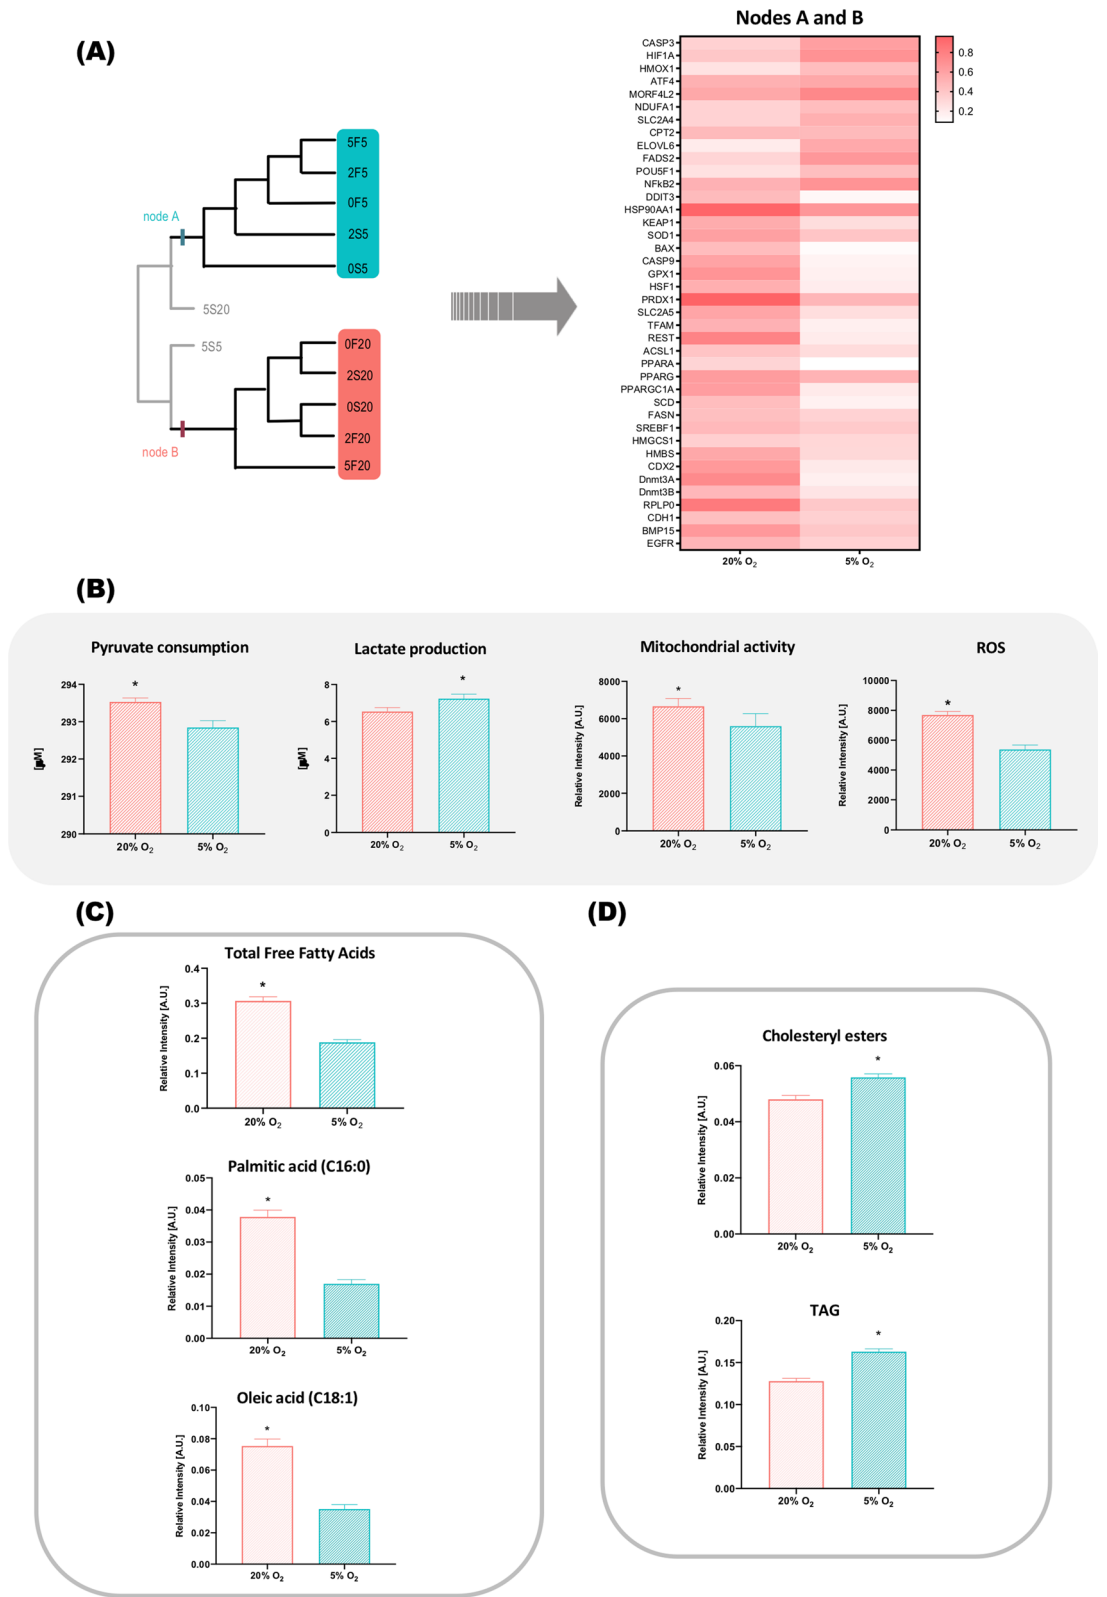 (A)
Nodes A and B
node A
5F5
2F5
0F5
2S5
0S5
5S20
5S5
0F20
2S20
0S20
2F20
5F20
node B
CASP3
HIF1A
HMOX1
ATF4
MORF4L2
NDUFA1
SLC2A4
CPT2
ELOVL6
FADS2
POU5F1
NFkB2
DDIT3
HSP90AA1
KEAP1
SOD1
BAX
CASP9
GPX1
HSF1
PRDX1
SLC2A5
TFAM
REST
ACSL1
PPARA
PPARG
PPARGC1A
SCD
FASN
SREBF1
HMGCS1
HMBS
CDX2
Dnmt3A
Dnmt3B
RPLP0
CDH1
BMP15
EGFR
20% O₂ 5% O₂
0.8
0.6
0.4
0.2
(B)
Pyruvate consumption
[µM]
294
293
292
291
290
*
20% O₂ 5% O₂
Lactate production
[µM]
8
6
4
2
0
*
20% O₂ 5% O₂
Mitochondrial activity
Relative Intensity [A.U.]
8000
6000
4000
2000
0
*
20% O₂ 5% O₂
ROS
Relative Intensity [A.U.]
10000
8000
6000
4000
2000
0
*
20% O₂ 5% O₂
(C)
Total Free Fatty Acids
Relative Intensity [A.U.]
0.4
0.3
0.2
0.1
0.0
*
20% O₂ 5% O₂
Palmitic acid (C16:0)
Relative Intensity [A.U.]
0.05
0.04
0.03
0.02
0.01
0.00
*
20% O₂ 5% O₂
Oleic acid (C18:1)
Relative Intensity [A.U.]
0.10
0.08
0.06
0.04
0.02
0.00
*
20% O₂ 5% O₂
(D)
Cholesteryl esters
Relative Intensity [A.U.]
0.06
0.04
0.02
0.00
*
20% O₂ 5% O₂
TAG
Relative Intensity [A.U.]
0.20
0.15
0.10
0.05
0.00
*
20% O₂ 5% O₂